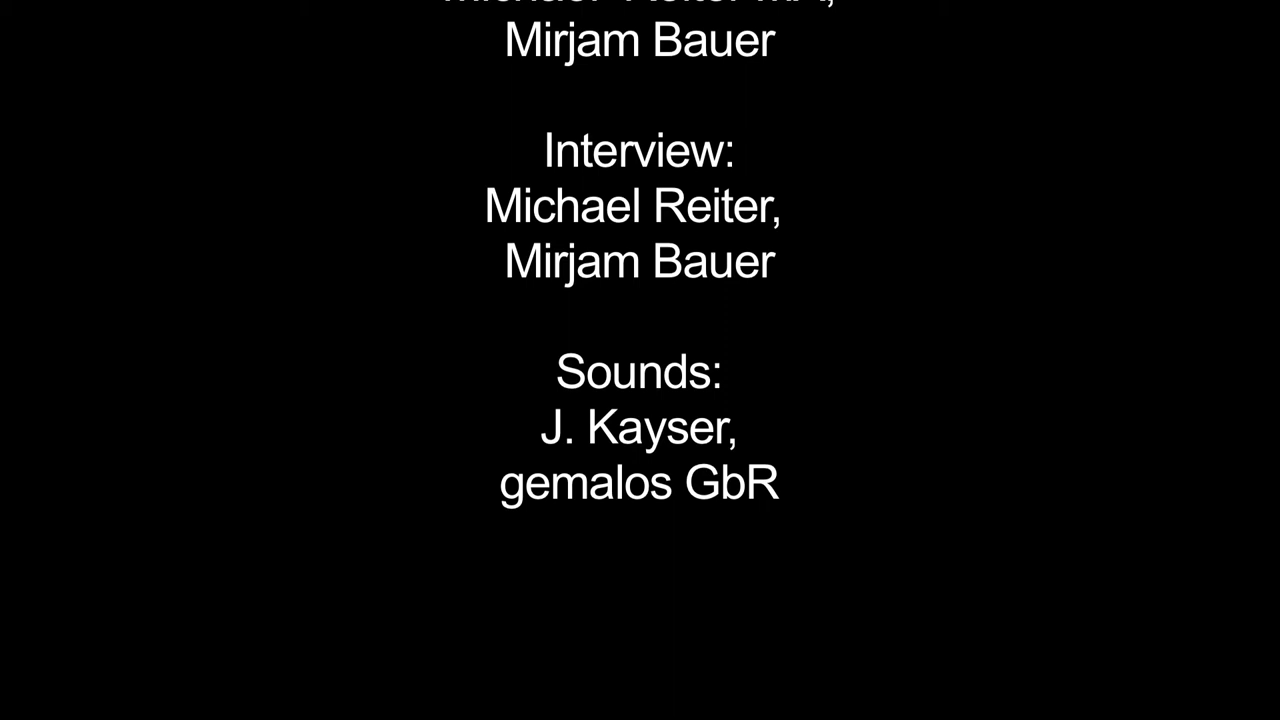 Mirjam Bauer
Interview:
Michael Reiter,
Mirjam Bauer
Sounds:
J. Kayser,
gemalos GbR